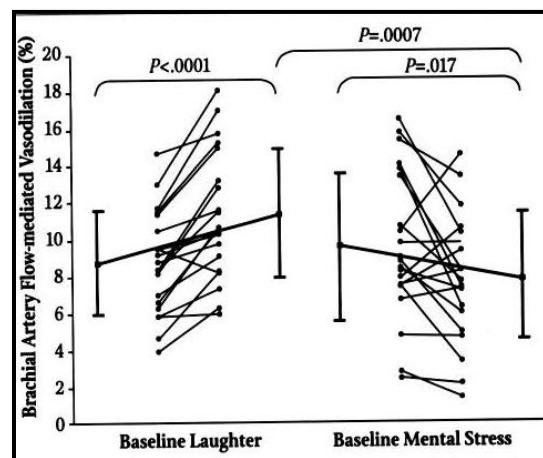 P=.0007
P<.0001
P=.017
Brachial Artery Flow-mediated Vasodilation (%)
20
18
16
14
12
10
8
6
4
2
0
Baseline Laughter
Baseline Mental Stress